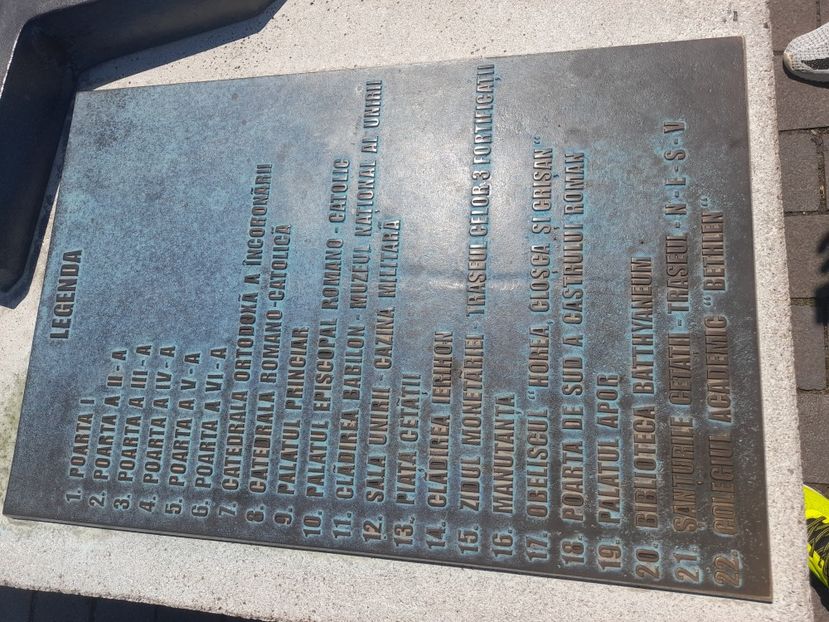 LEGENDA
1. POARTA I
2. POARTA A II-A
3. POARTA A III-A
4. POARTA A IV-A
5. POARTA A V-A
6. POARTA A VI-A
7. CATEDRALA ORTODOXĂ A ÎNCORONĂRII
8. CATEDRALA ROMANO-CATOLICĂ
9. PALATUL PRINCIAR
10. PALATUL EPISCOPAL ROMANO - CATOLIC
11. CLĂDIREA BABILON - MUZEUL NATIONAL AL UNIRII
12. SALA UNIRII - CAZINA MILITARĂ
13. PIAȚA CETĂȚII
14. CLĂDIREA IEHIRON
15. ZIDUL MONETĂRIEI - TRASEUL CELOR 3 FORTIFICAȚII
16. MANUTANȚA
17. OBELISCUL "HOREA, CLOȘCA ȘI CRIȘAN"
18. POARTA DE SUD A CASTRULUI ROMAN
19. PALATUL APOR
20 BIBLIOTECA BATTHYANEUM
21. ȘANȚURILE CETĂȚII - TRASEUL - N - E - S - V
22. COLEGIUL ACADEMIC "BETHLEN"